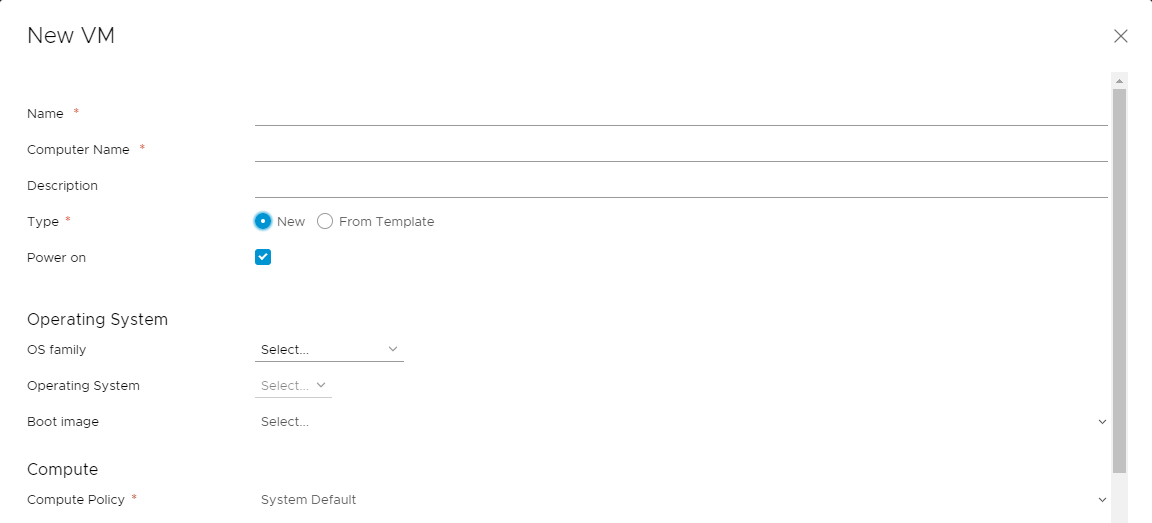 New VM
Name *
Computer Name *
Description
Type * New From Template
Power on
Operating System
OS family Select...
Operating System Select...
Boot image Select...
Compute
Compute Policy * System Default